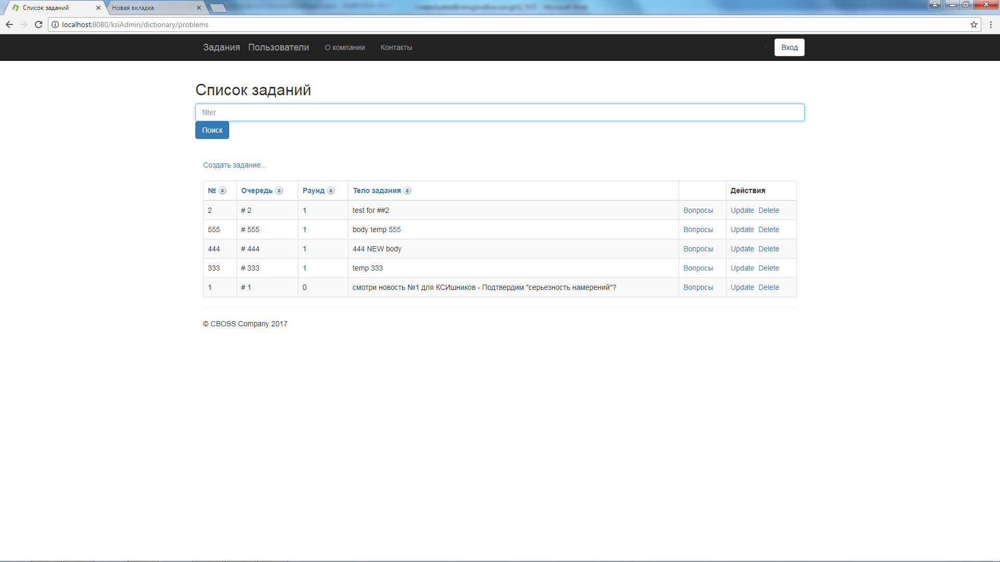 Список заданий
Новая вкладка
localhost:8080/ksiAdmin/dictionary/problems
Задания Пользователи О компании Контакты Вход
Список заданий
filter
Поиск
Создать задание...
№ Очередь Раунд Тело задания Действия
2 # 2 1 test for ##2 Вопросы Update Delete
555 # 555 1 body temp 555 Вопросы Update Delete
444 # 444 1 444 NEW body Вопросы Update Delete
333 # 333 1 temp 333 Вопросы Update Delete
1 # 1 0 смотри новость №1 для КСИшников - Подтвердим "серьезность намерений"? Вопросы Update Delete
© CBOSS Company 2017